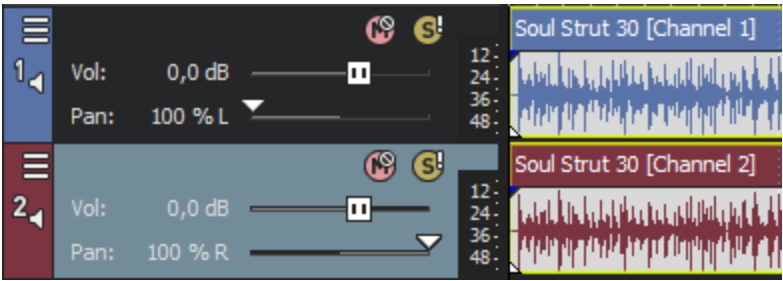 M S!
Soul Strut 30 [Channel 1]
1
Vol: 0,0 dB
12
24
36
48
Pan: 100 % L
M S!
Soul Strut 30 [Channel 2]
2
Vol: 0,0 dB
12
24
36
48
Pan: 100 % R